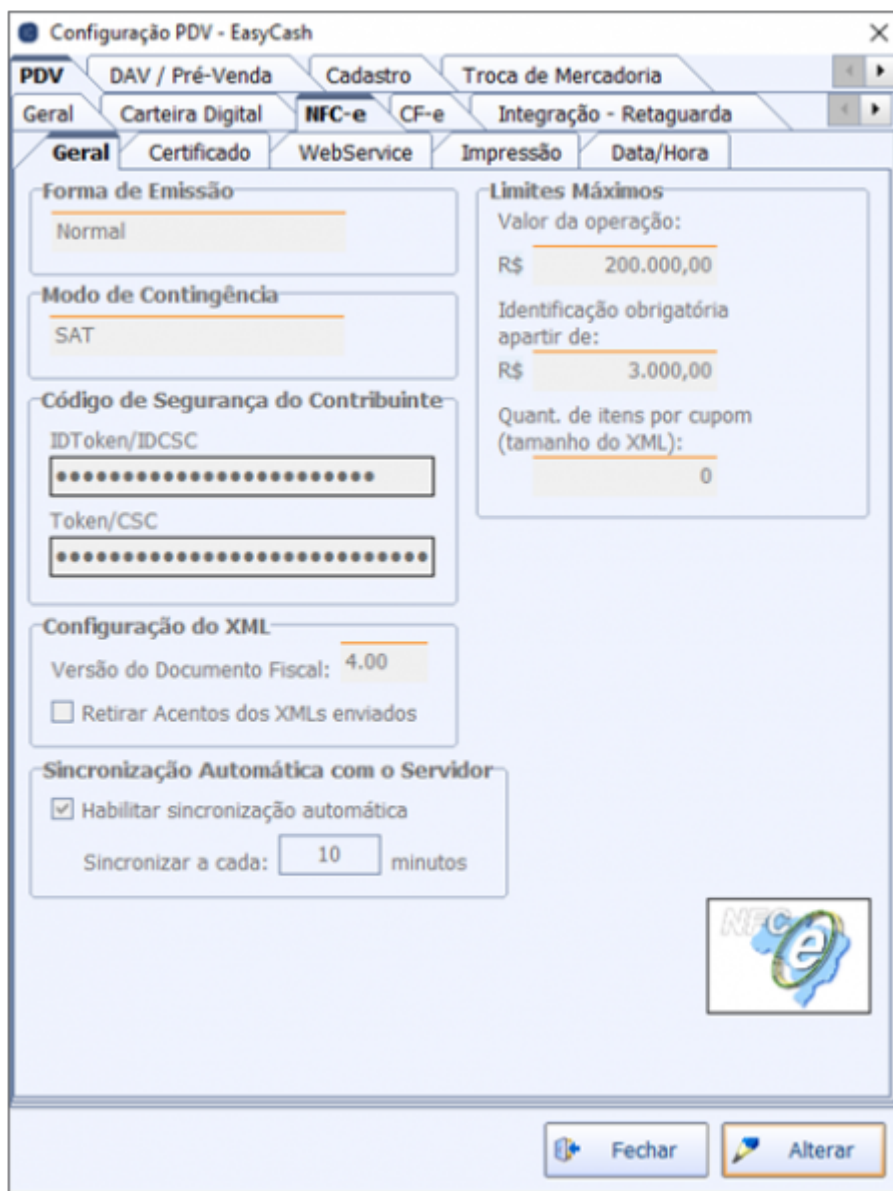 Configuração PDV - EasyCash
PDV DAV / Pré-Venda Cadastro Troca de Mercadoria
Geral Carteira Digital NFC-e CF-e Integração - Retaguarda
Geral Certificado WebService Impressão Data/Hora
Forma de Emissão
Normal
Modo de Contingência
SAT
Código de Segurança do Contribuinte
IDToken/IDCSC
••••••••••••••••••••••••
Token/CSC
••••••••••••••••••••••••••••
Configuração do XML
Versão do Documento Fiscal: 4.00
Retirar Acentos dos XMLs enviados
Sincronização Automática com o Servidor
Habilitar sincronização automática
Sincronizar a cada: 10 minutos
Limites Máximos
Valor da operação:
R$ 200.000,00
Identificação obrigatória
apartir de:
R$ 3.000,00
Quant. de itens por cupom
(tamanho do XML):
0
NFC e
Fechar Alterar